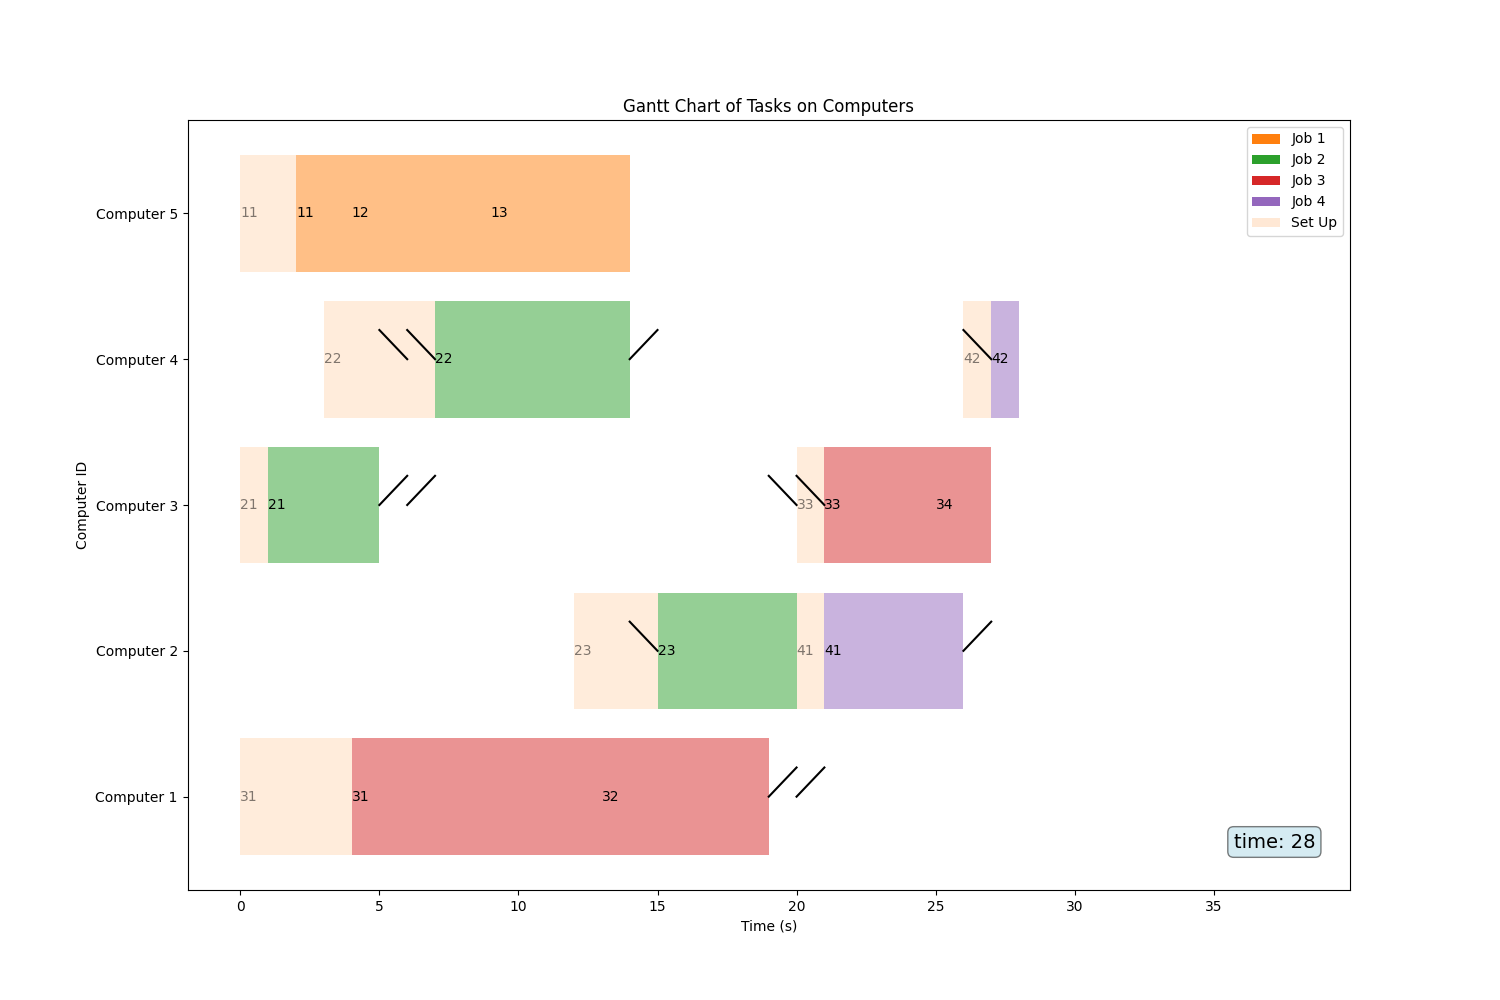 Gantt Chart of Tasks on Computers
Job 1
Job 2
Job 3
Job 4
Set Up
Computer 5
11
11
12
13
Computer 4
22
22
42
42
Computer 3
21
21
33
33
34
Computer 2
23
23
41
41
Computer 1
31
31
32
Computer ID
time: 28
0 5 10 15 20 25 30 35
Time (s)